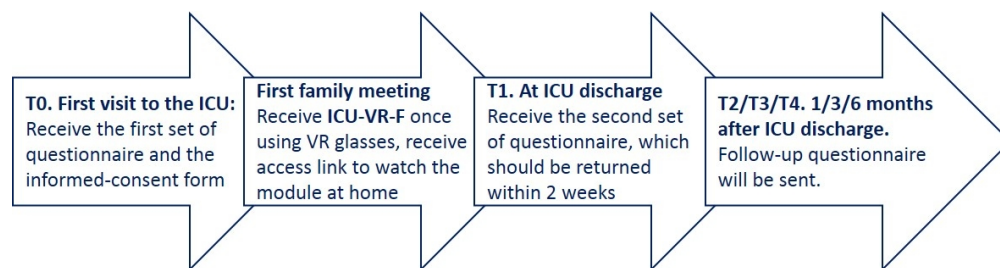 T0. First visit to the ICU:
Receive the first set of
questionnaire and the
informed-consent form
First family meeting
Receive ICU-VR-F once
using VR glasses, receive
access link to watch the
module at home
T1. At ICU discharge
Receive the second set
of questionnaire, which
should be returned
within 2 weeks
T2/T3/T4. 1/3/6 months
after ICU discharge.
Follow-up questionnaire
will be sent.